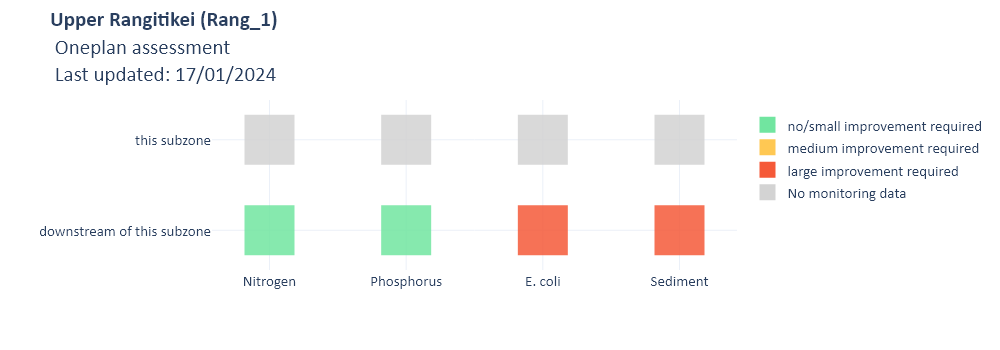 Upper Rangitikei (Rang_1)
Oneplan assessment
Last updated: 17/01/2024
this subzone
downstream of this subzone
Nitrogen
Phosphorus
E. coli
Sediment
no/small improvement required
medium improvement required
large improvement required
No monitoring data